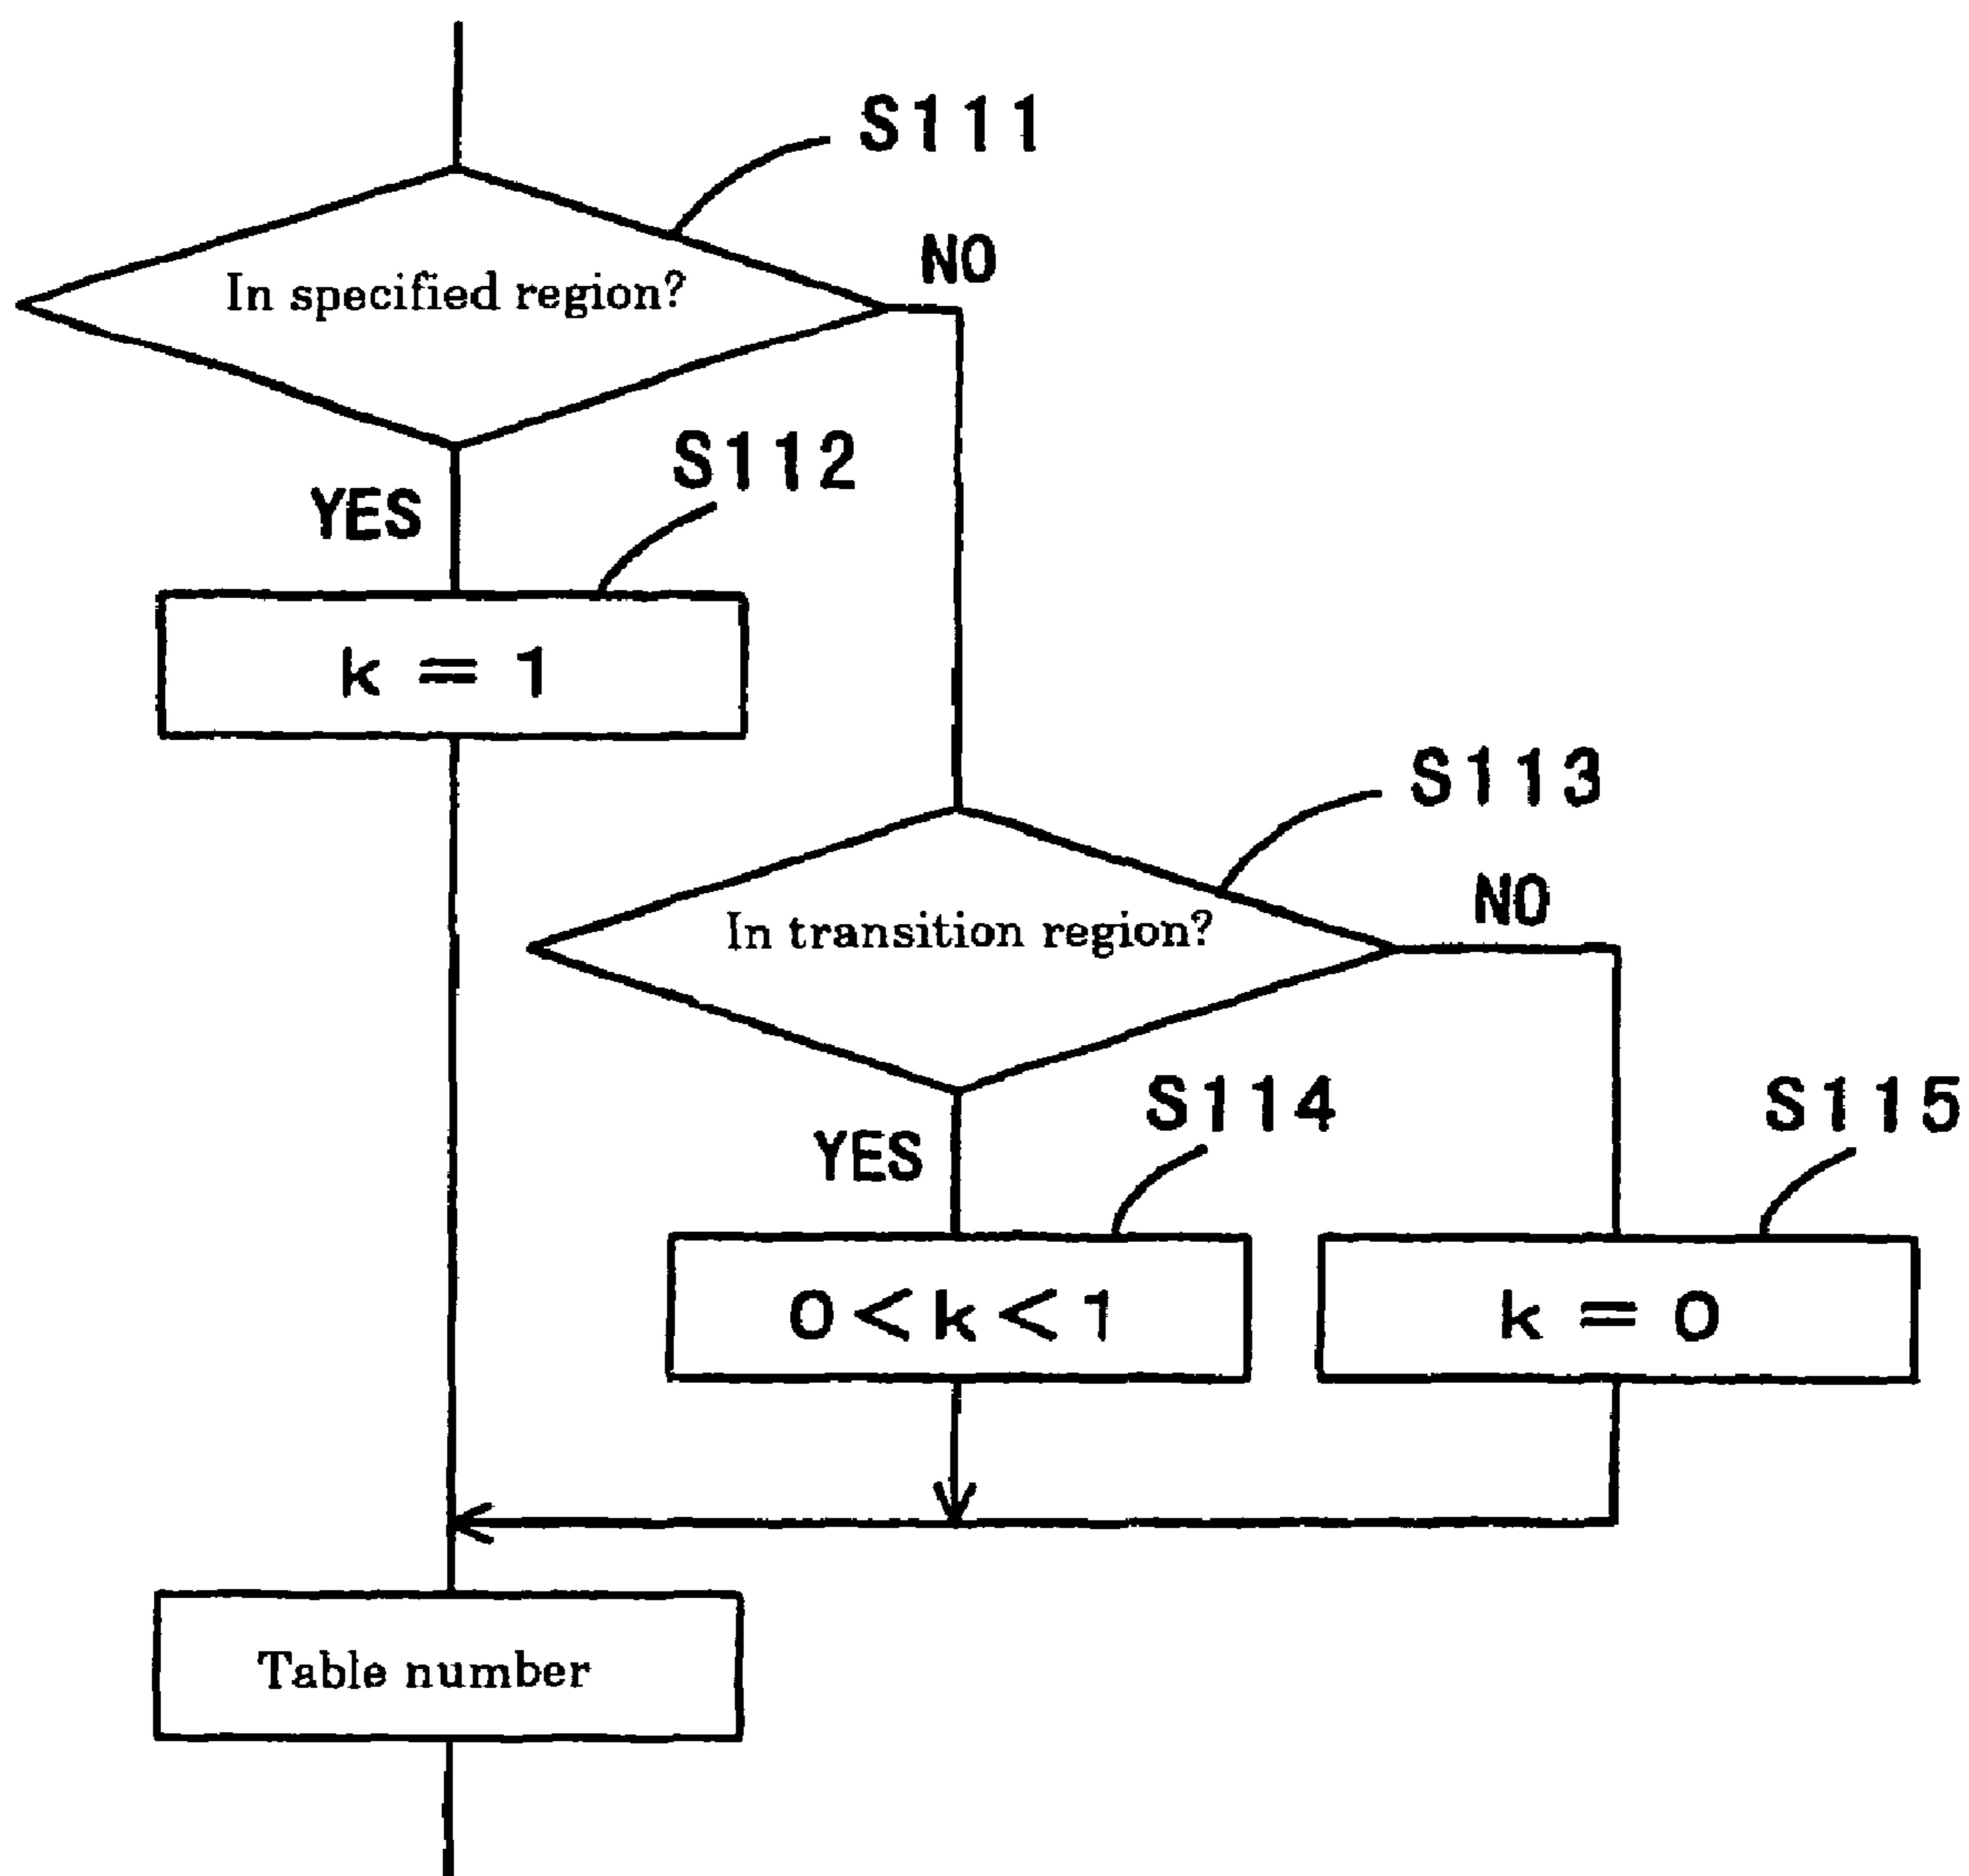 S111
NO
In specified region?
S112
YES
k = 1
S113
NO
In transition region?
S114
S115
YES
0 < k < 1
k = 0
Table number